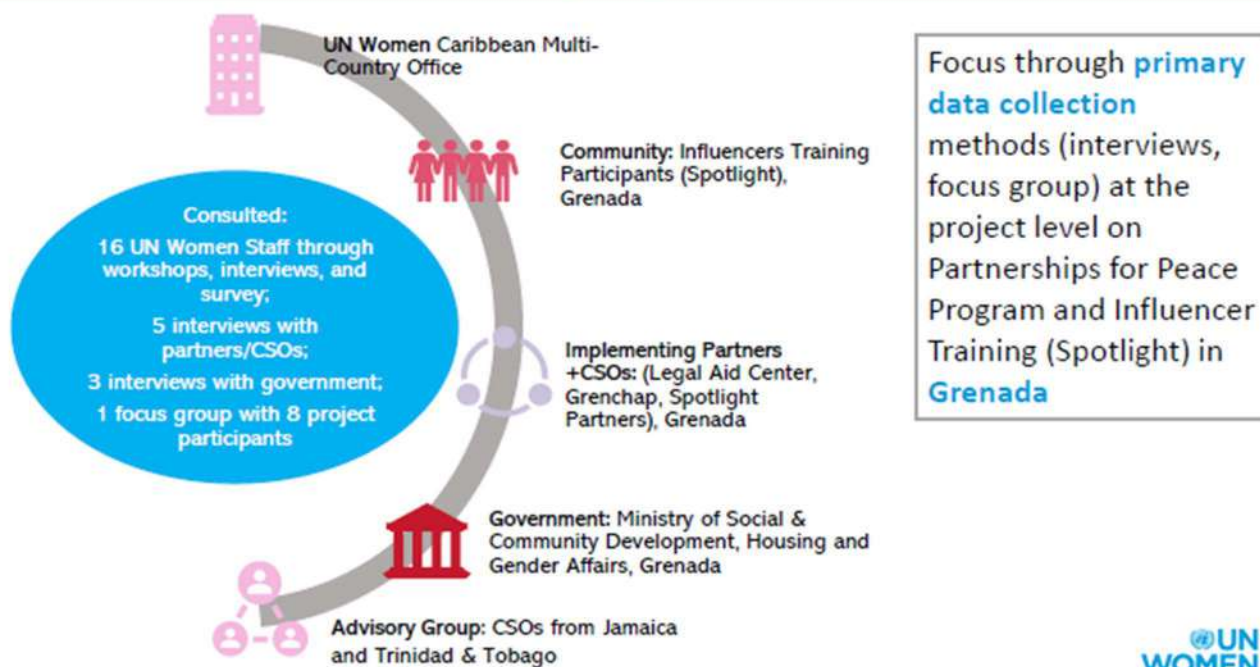 UN Women Caribbean Multi-
Country Office
Community: Influencers Training
Participants (Spotlight),
Grenada
Consulted:
16 UN Women Staff through
workshops, interviews, and
survey;
5 interviews with
partners/CSOs;
3 interviews with government;
1 focus group with 8 project
participants
Implementing Partners
+CSOs: (Legal Aid Center,
Grenchap, Spotlight
Partners), Grenada
Government: Ministry of Social &
Community Development, Housing and
Gender Affairs, Grenada
Advisory Group: CSOs from Jamaica
and Trinidad & Tobago
Focus through primary
data collection
methods (interviews,
focus group) at the
project level on
Partnerships for Peace
Program and Influencer
Training (Spotlight) in
Grenada
UN
WOMEN